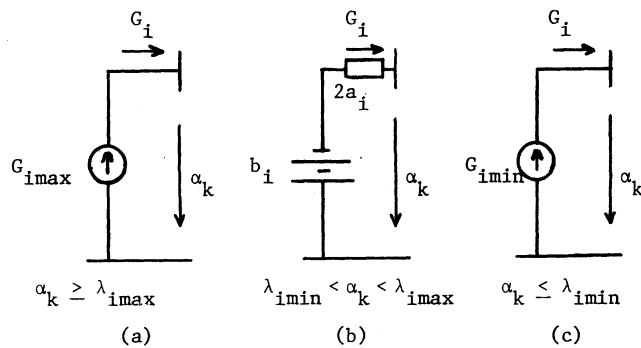 G_i G_i G_i
2a_i
G_imax α_k b_i α_k G_imin α_k
α_k ≥ λ_imax λ_imin < α_k < λ_imax α_k ≤ λ_imin
(a) (b) (c)